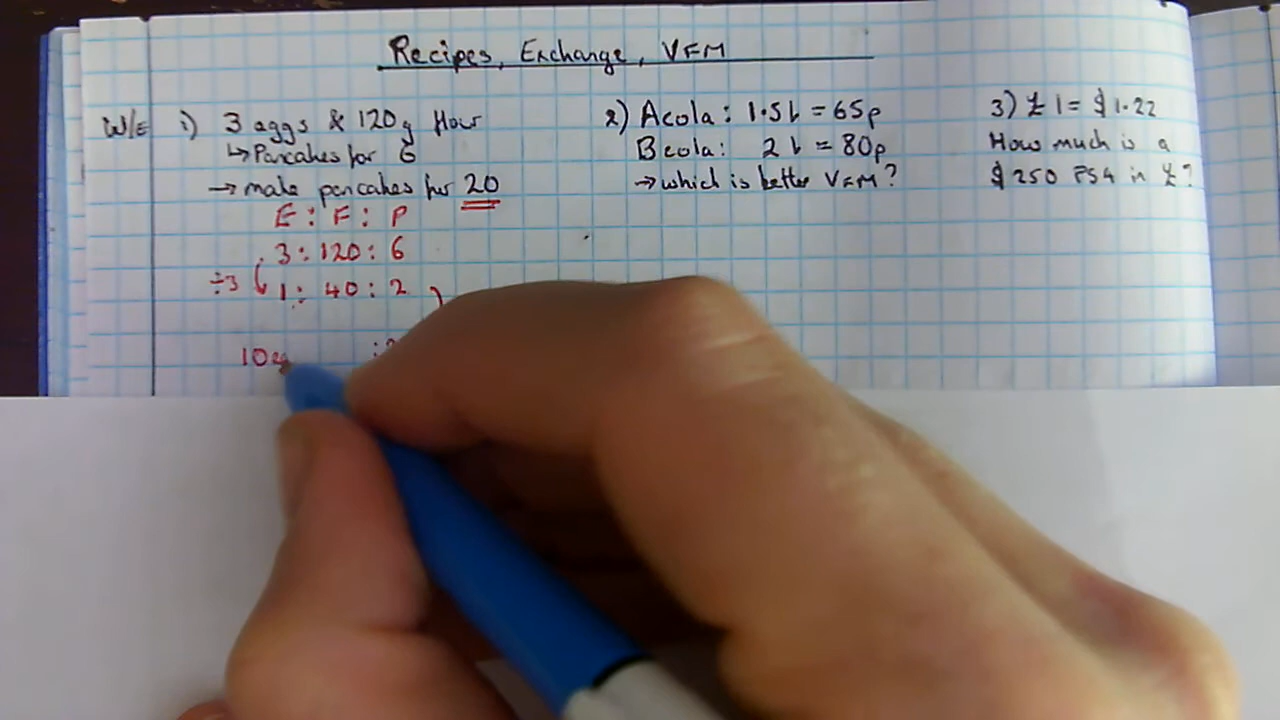 Recipes, Exchange, VFM
W/E 1) 3 eggs & 120g flour
↳ Pancakes for 6
→ make pancakes for 20
E : F : P
3 : 120 : 6
÷3 1 : 40 : 2
10eg :
2) Acola: 1.5L = 65p
Bcola: 2L = 80p
→ which is better VFM?
3) £1 = $1.22
How much is a
$250 PS4 in £?